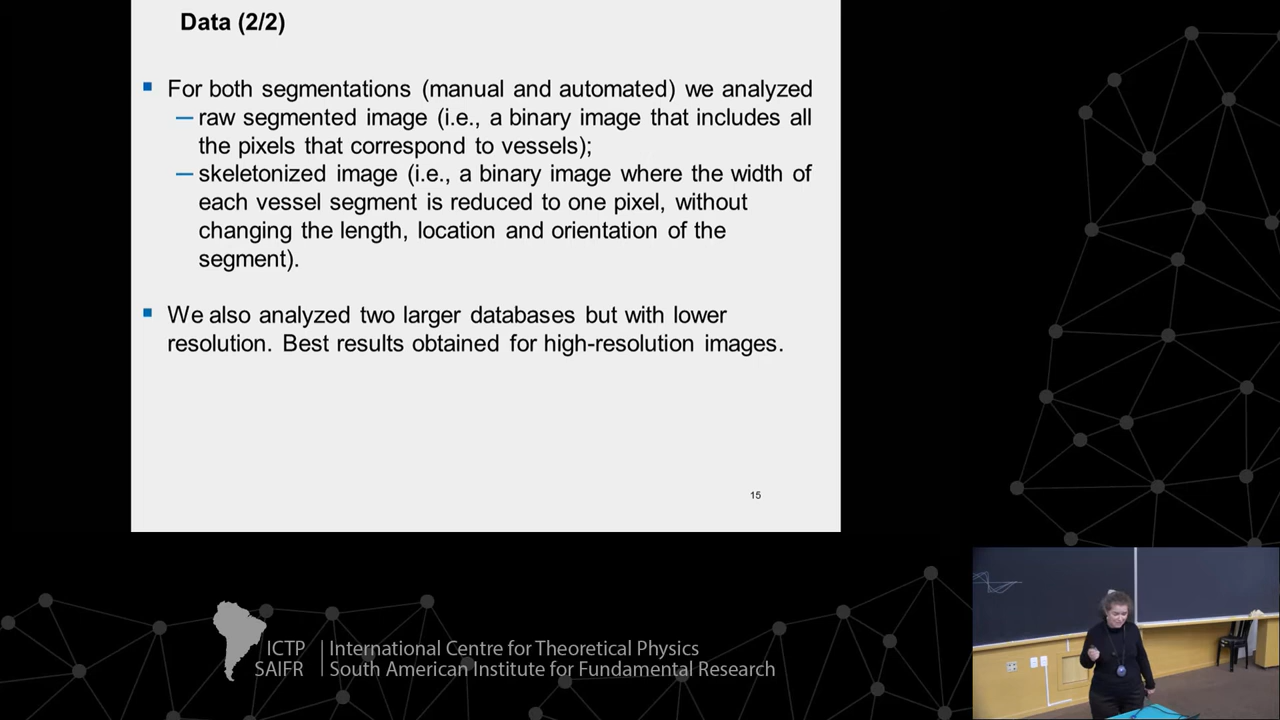 Data (2/2)
▪ For both segmentations (manual and automated) we analyzed
— raw segmented image (i.e., a binary image that includes all
the pixels that correspond to vessels);
— skeletonized image (i.e., a binary image where the width of
each vessel segment is reduced to one pixel, without
changing the length, location and orientation of the
segment).
▪ We also analyzed two larger databases but with lower
resolution. Best results obtained for high-resolution images.
15
ICTP | International Centre for Theoretical Physics
SAIFR | South American Institute for Fundamental Research